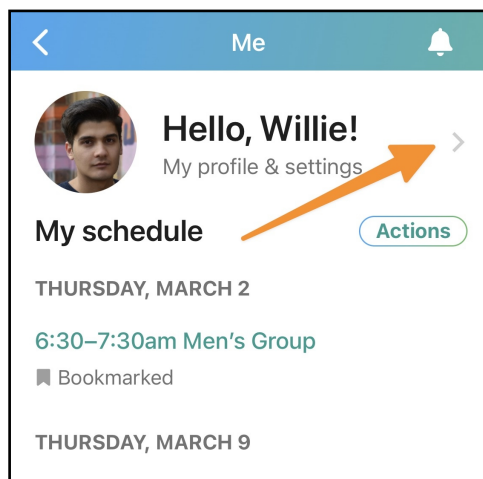 Me
Hello, Willie!
My profile & settings
My schedule
Actions
THURSDAY, MARCH 2
6:30–7:30am Men's Group
Bookmarked
THURSDAY, MARCH 9